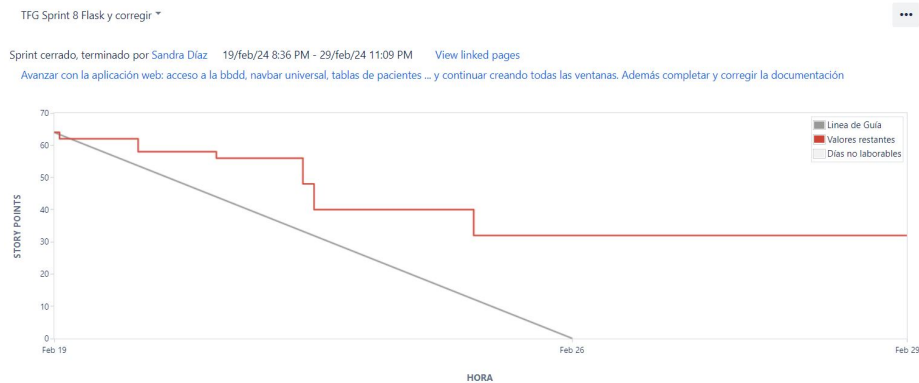 TFG Sprint 8 Flask y corregir
Sprint cerrado, terminado por Sandra Díaz 19/feb/24 8:36 PM - 29/feb/24 11:09 PM View linked pages
Avanzar con la aplicación web: acceso a la bbdd, navbar universal, tablas de pacientes ... y continuar creando todas las ventanas. Además completar y corregir la documentación
Linea de Guía
Valores restantes
Días no laborables
STORY POINTS
70
60
50
40
30
20
10
0
Feb 19
Feb 26
Feb 29
HORA